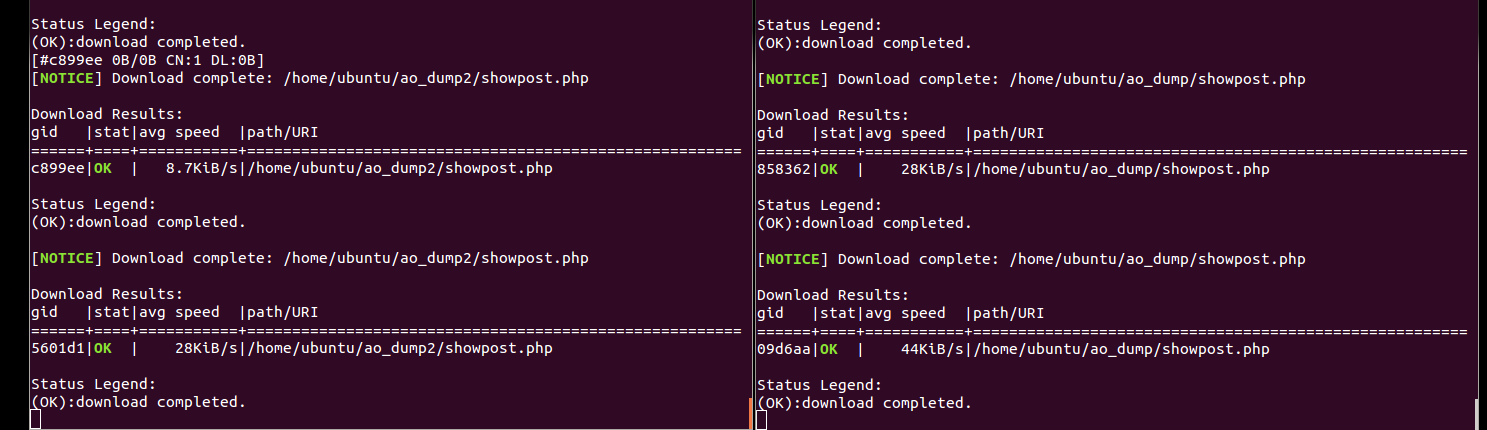 Status Legend:
(OK):download completed.
[#c899ee 0B/0B CN:1 DL:0B]
[NOTICE] Download complete: /home/ubuntu/ao_dump2/showpost.php
Download Results:
gid   |stat|avg speed  |path/URI
======+====+===========+=======================================================
c899ee|OK  |   8.7KiB/s|/home/ubuntu/ao_dump2/showpost.php
Status Legend:
(OK):download completed.
[NOTICE] Download complete: /home/ubuntu/ao_dump2/showpost.php
Download Results:
gid   |stat|avg speed  |path/URI
======+====+===========+=======================================================
5601d1|OK  |    28KiB/s|/home/ubuntu/ao_dump2/showpost.php
Status Legend:
(OK):download completed.
Status Legend:
(OK):download completed.
[NOTICE] Download complete: /home/ubuntu/ao_dump/showpost.php
Download Results:
gid   |stat|avg speed  |path/URI
======+====+===========+=======================================================
858362|OK  |    28KiB/s|/home/ubuntu/ao_dump/showpost.php
Status Legend:
(OK):download completed.
[NOTICE] Download complete: /home/ubuntu/ao_dump/showpost.php
Download Results:
gid   |stat|avg speed  |path/URI
======+====+===========+=======================================================
09d6aa|OK  |    44KiB/s|/home/ubuntu/ao_dump/showpost.php
Status Legend:
(OK):download completed.